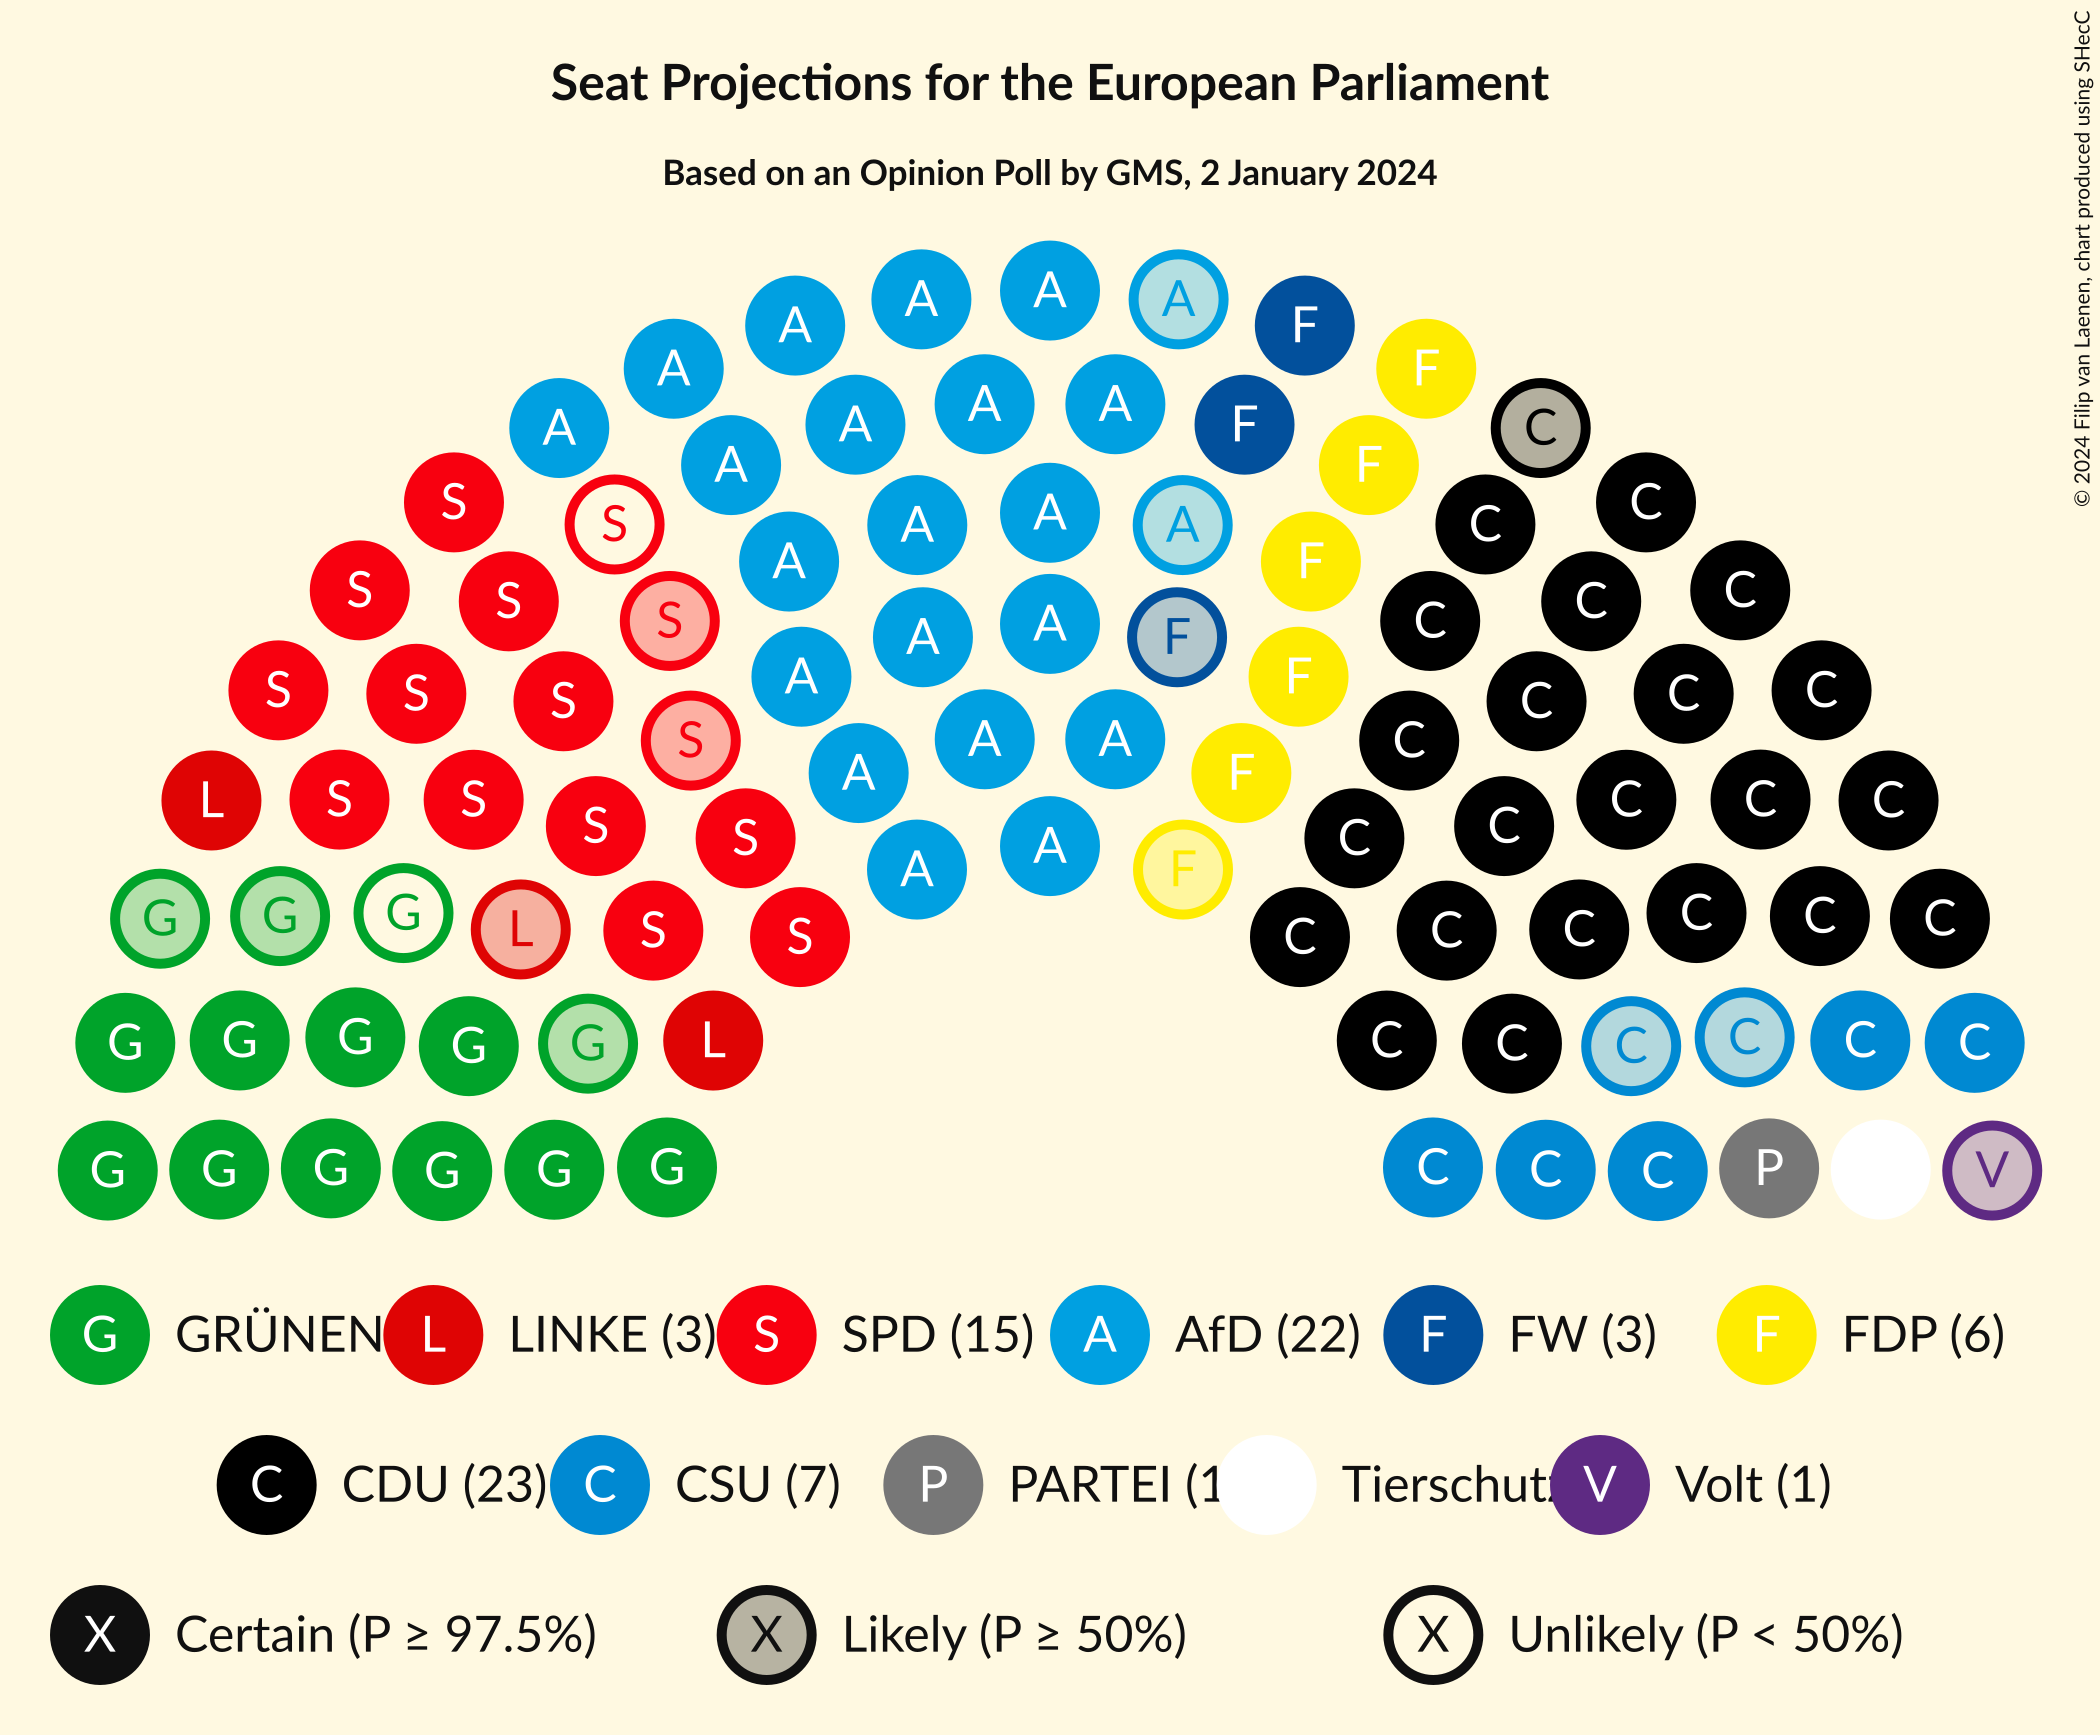 Seat Projections for the European Parliament
Based on an Opinion Poll by GMS, 2 January 2024
© 2024 Filip van Laenen, chart produced using SHecC
A A A A A
A F F
A A A A A F F C
S S A A A A F C C
S S S A A A F F C C C
S S S S A A A A F C C C C
L S S S S A A F C C C C C
G G G L S S C C C C C C
G G G G G L C C C C C C
G G G G G G C C C P V
G GRÜNEN L LINKE (3) S SPD (15) A AfD (22) F FW (3) F FDP (6)
C CDU (23) C CSU (7) P PARTEI (1 Tierschutz V Volt (1)
X Certain (P ≥ 97.5%) X Likely (P ≥ 50%) X Unlikely (P < 50%)